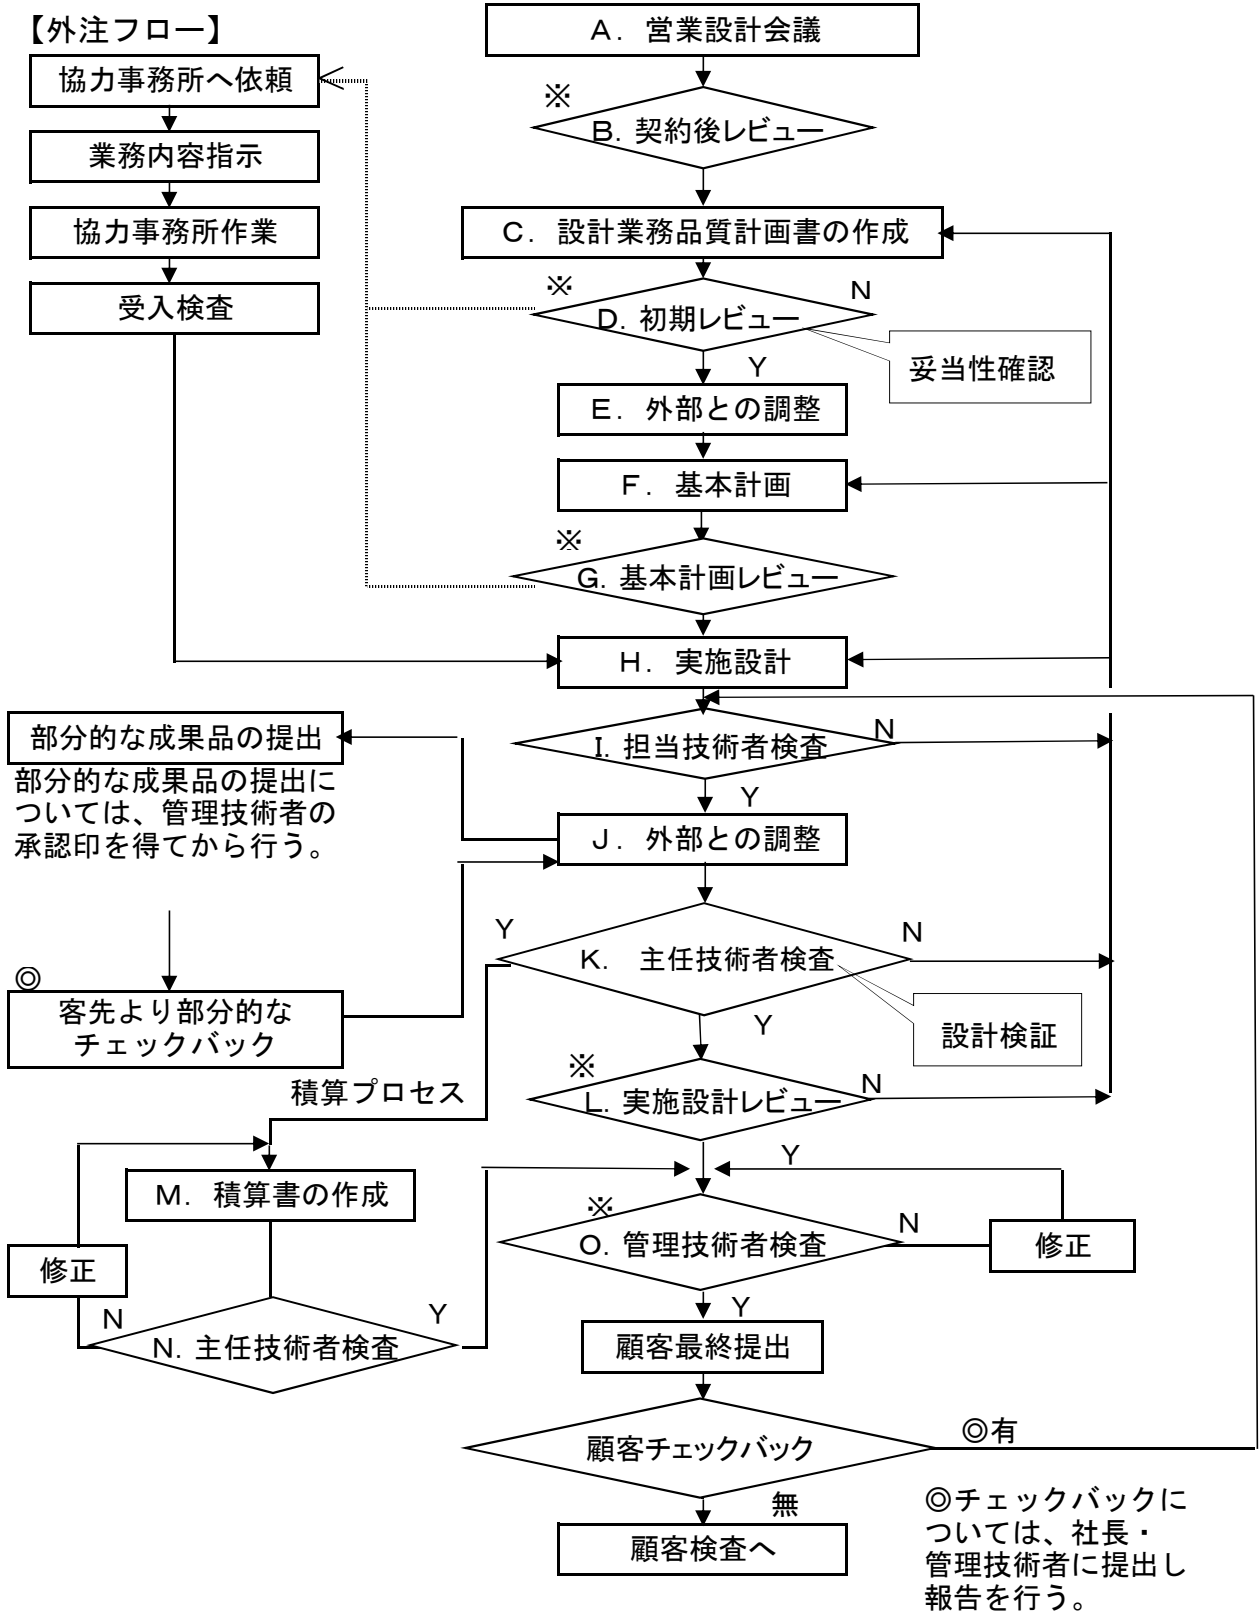 【外注フロー】
協力事務所へ依頼
業務内容指示
協力事務所作業
受入検査
A. 営業設計会議
※
B. 契約後レビュー
C. 設計業務品質計画書の作成
※
N
D. 初期レビュー
妥当性確認
Y
E. 外部との調整
F. 基本計画
※
G. 基本計画レビュー
H. 実施設計
部分的な成果品の提出
部分的な成果品の提出に
ついては、管理技術者の
承認印を得てから行う。
N
I. 担当技術者検査
Y
J. 外部との調整
Y
N
K. 主任技術者検査
◎
客先より部分的な
チェックバック
Y
設計検証
※
N
L. 実施設計レビュー
積算プロセス
M. 積算書の作成
修正
N
Y
N. 主任技術者検査
Y
※
N
O. 管理技術者検査
修正
Y
顧客最終提出
顧客チェックバック
◎有
無
顧客検査へ
◎チェックバックに
ついては、社長・
管理技術者に提出し
報告を行う。